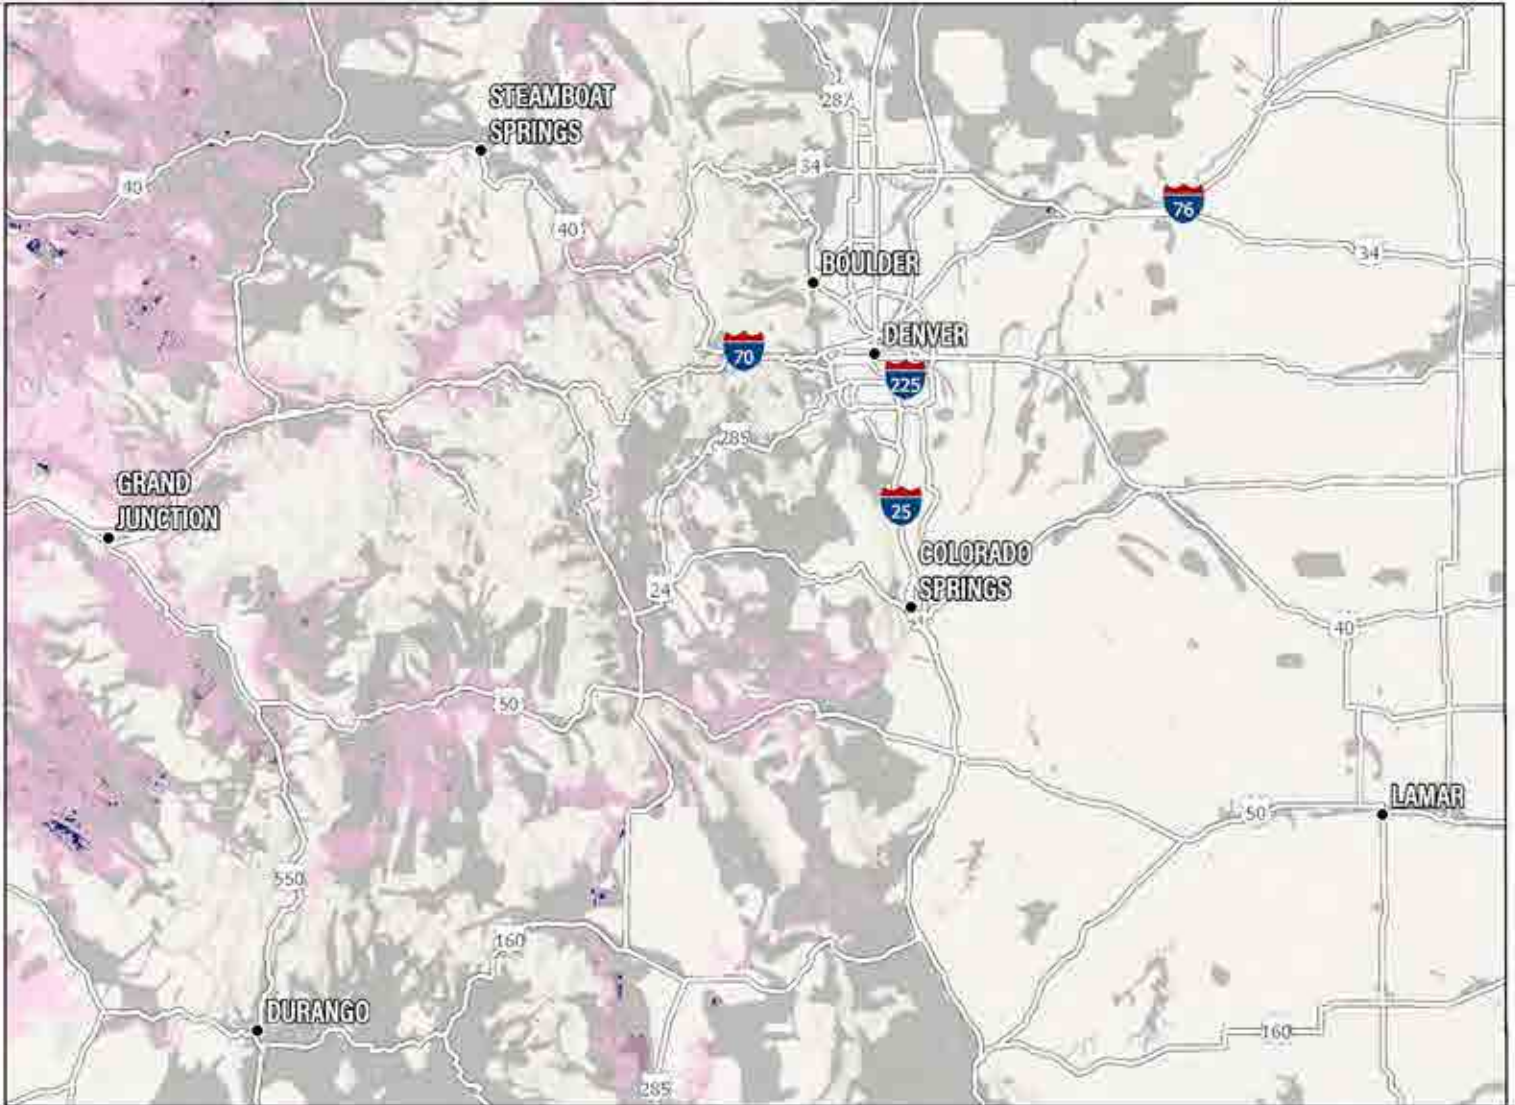 STEAMBOAT
SPRINGS
287
34
40
76
40
34
BOULDER
DENVER
70
225
285
GRAND
JUNCTION
25
COLORADO
SPRINGS
24
40
50
LAMAR
50
550
160
DURANGO
160
285